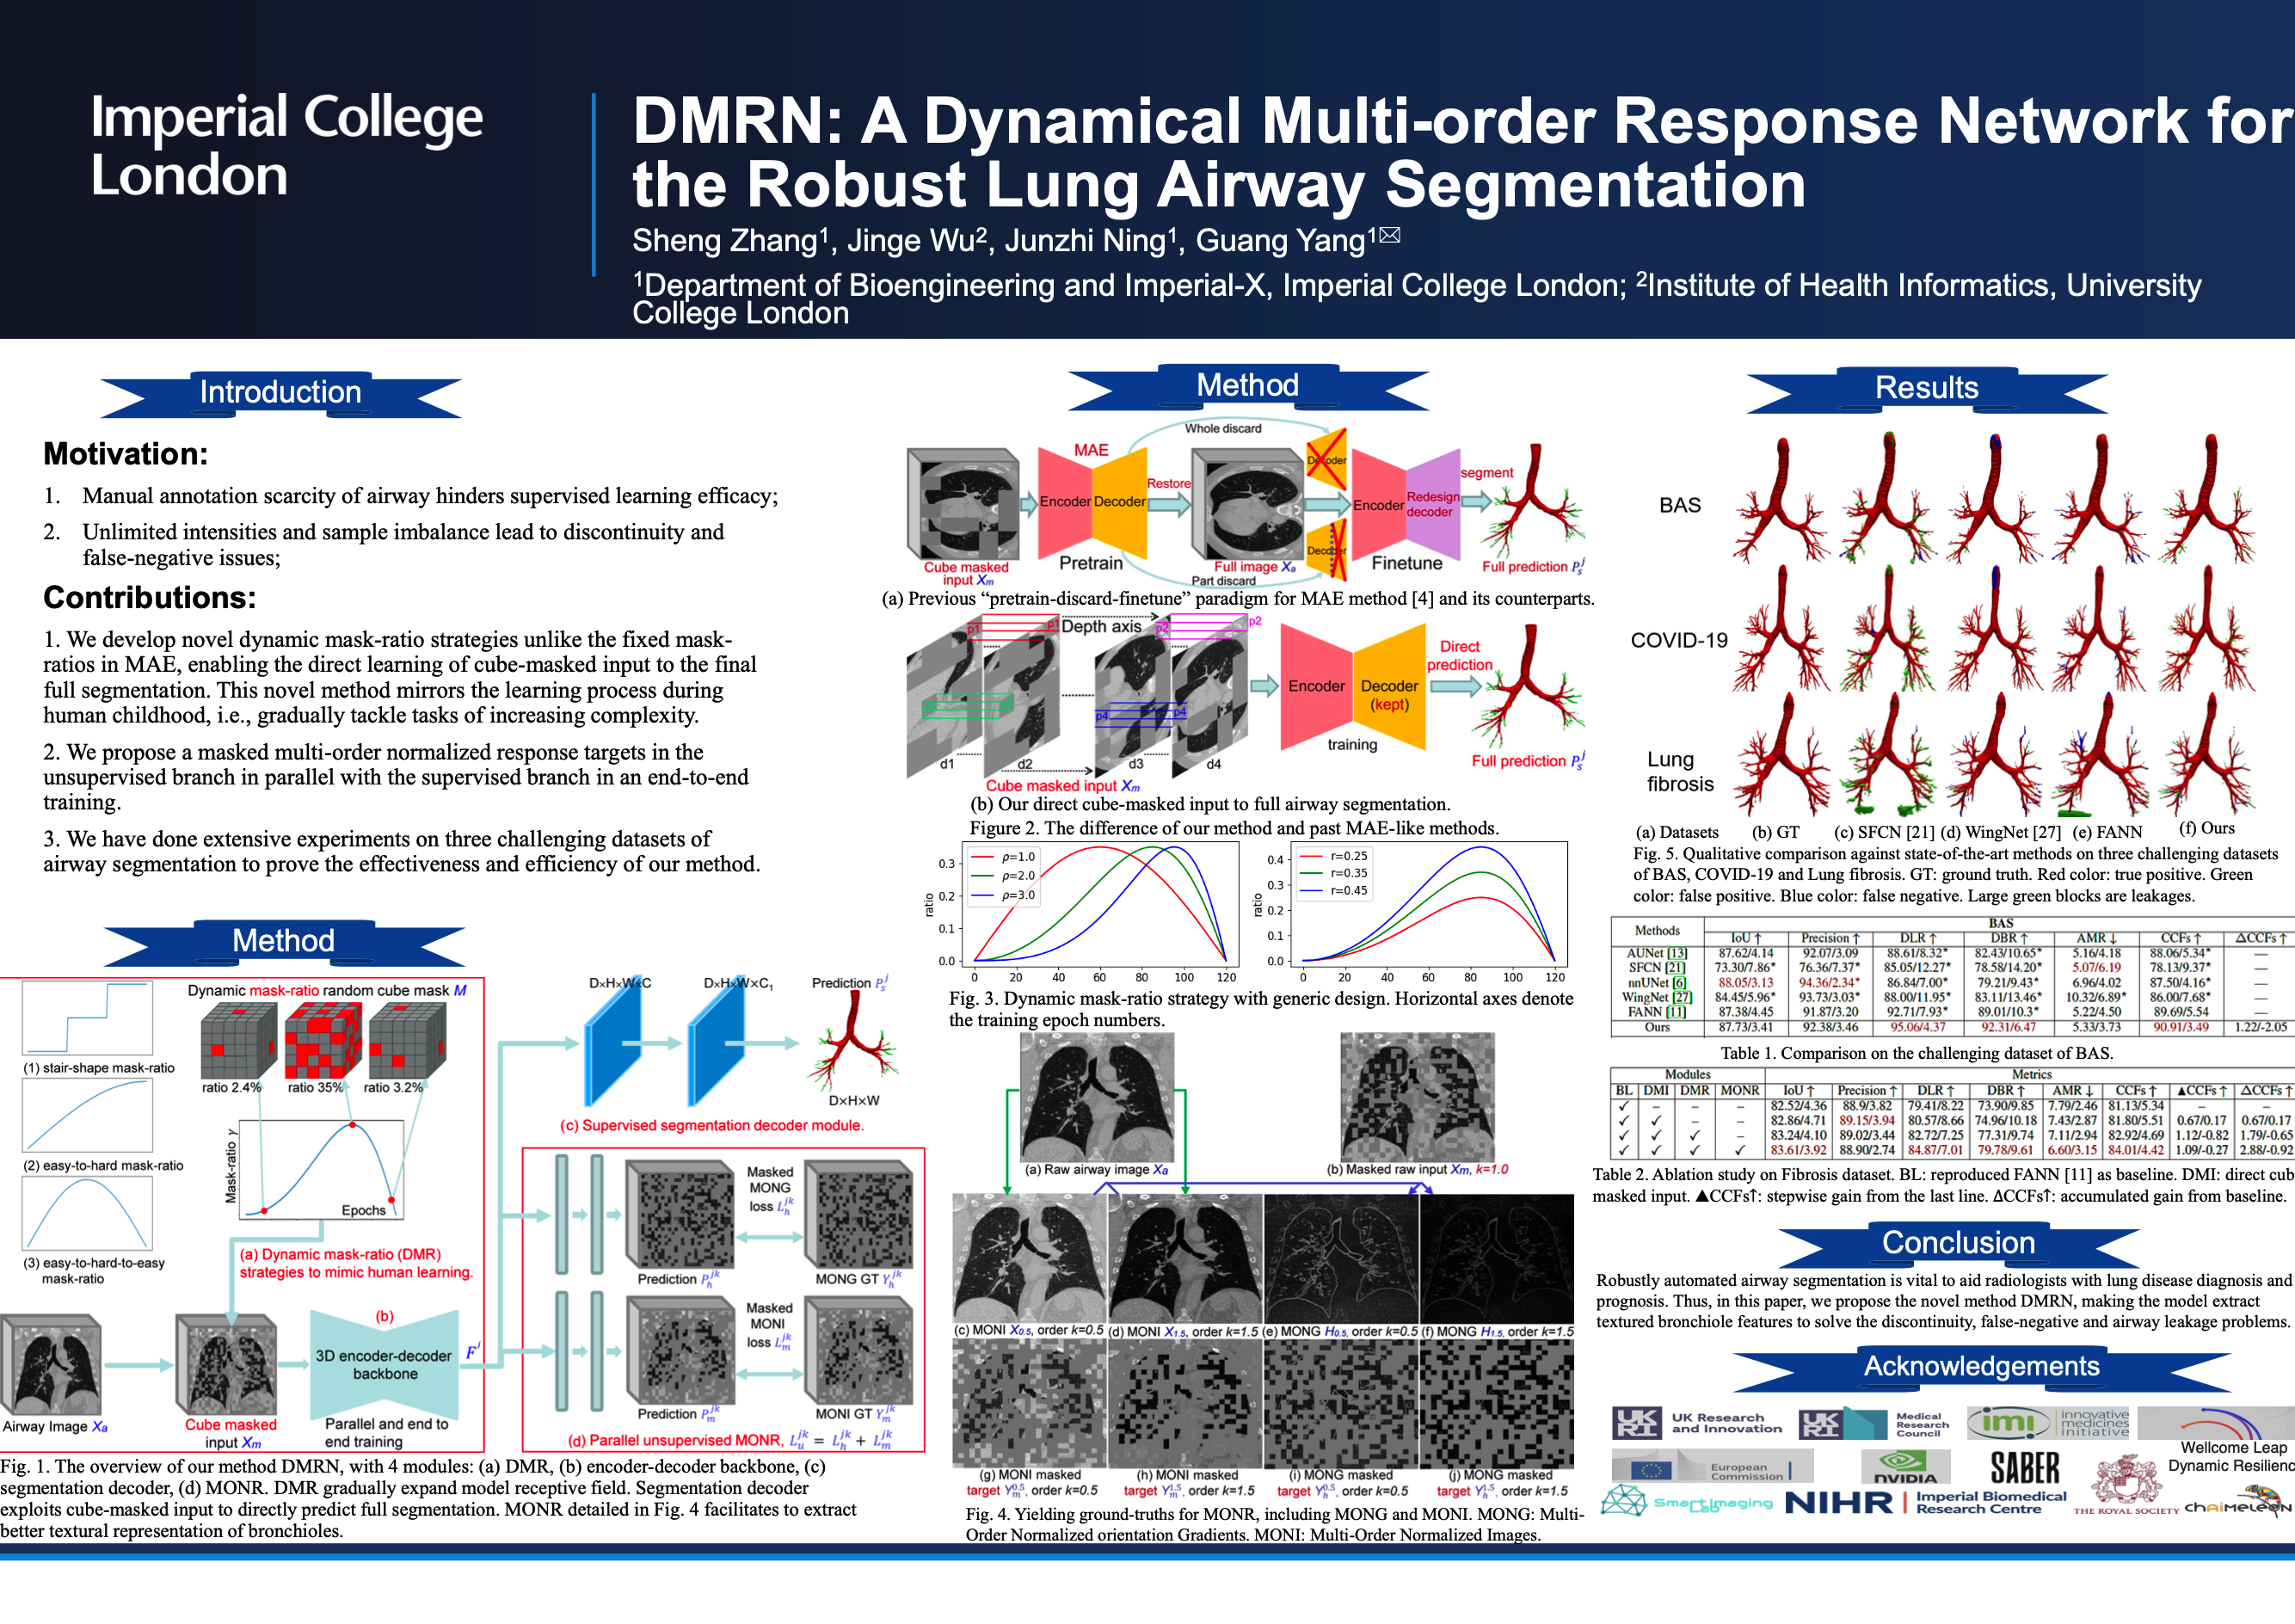 Imperial College
London
DMRN: A Dynamical Multi-order Response Network for
the Robust Lung Airway Segmentation
Sheng Zhang¹, Jinge Wu², Junzhi Ning¹, Guang Yang¹✉
¹Department of Bioengineering and Imperial-X, Imperial College London; ²Institute of Health Informatics, University
College London
Introduction
Motivation:
1. Manual annotation scarcity of airway hinders supervised learning efficacy;
2. Unlimited intensities and sample imbalance lead to discontinuity and
false-negative issues;
Contributions:
1. We develop novel dynamic mask-ratio strategies unlike the fixed mask-
ratios in MAE, enabling the direct learning of cube-masked input to the final
full segmentation. This novel method mirrors the learning process during
human childhood, i.e., gradually tackle tasks of increasing complexity.
2. We propose a masked multi-order normalized response targets in the
unsupervised branch in parallel with the supervised branch in an end-to-end
training.
3. We have done extensive experiments on three challenging datasets of
airway segmentation to prove the effectiveness and efficiency of our method.
Method
Dynamic mask-ratio random cube mask M
(1) stair-shape mask-ratio
ratio 2.4% ratio 35% ratio 3.2%
(2) easy-to-hard mask-ratio
Mask-ratio γ
Epochs
(3) easy-to-hard-to-easy
mask-ratio
(a) Dynamic mask-ratio (DMR)
strategies to mimic human learning.
(b)
3D encoder-decoder
backbone
F^j
Airway Image Xa
Cube masked
input Xm
Parallel and end to
end training
D×H×W×C D×H×W×C₁ Prediction P_s^j
D×H×W
(c) Supervised segmentation decoder module.
Masked
MONG
loss L_h^jk
Prediction P_h^jk MONG GT Y_h^jk
Masked
MONI
loss L_m^jk
Prediction P_m^jk MONI GT Y_m^jk
(d) Parallel unsupervised MONR, L_u^jk = L_h^jk + L_m^jk
Fig. 1. The overview of our method DMRN, with 4 modules: (a) DMR, (b) encoder-decoder backbone, (c)
segmentation decoder, (d) MONR. DMR gradually expand model receptive field. Segmentation decoder
exploits cube-masked input to directly predict full segmentation. MONR detailed in Fig. 4 facilitates to extract
better textural representation of bronchioles.
Method
Whole discard
MAE
Decoder
Restore
segment
Encoder Decoder
Encoder Redesign
decoder
Decoder
Cube masked
input Xm
Pretrain
Full image Xa
Part discard
Finetune
Full prediction P_s^j
(a) Previous “pretrain-discard-finetune” paradigm for MAE method [4] and its counterparts.
p1 p1 Depth axis p2 p2
Direct
prediction
Encoder Decoder
(kept)
p4 p4
training
d1 d2 d3 d4
Cube masked input Xm
Full prediction P_s^j
(b) Our direct cube-masked input to full airway segmentation.
Figure 2. The difference of our method and past MAE-like methods.
ratio
0.3
0.2
0.1
0.0
ρ=1.0
ρ=2.0
ρ=3.0
0 20 40 60 80 100 120
ratio
0.4
0.3
0.2
0.1
0.0
r=0.25
r=0.35
r=0.45
0 20 40 60 80 100 120
Fig. 3. Dynamic mask-ratio strategy with generic design. Horizontal axes denote
the training epoch numbers.
(a) Raw airway image Xa (b) Masked raw input Xm, k=1.0
(c) MONI X0.5, order k=0.5 (d) MONI X1.5, order k=1.5 (e) MONG H0.5, order k=0.5 (f) MONG H1.5, order k=1.5
(g) MONI masked (h) MONI masked (i) MONG masked (j) MONG masked
target Y_m^0.5, order k=0.5 target Y_m^1.5, order k=1.5 target Y_h^0.5, order k=0.5 target Y_h^1.5, order k=1.5
Fig. 4. Yielding ground-truths for MONR, including MONG and MONI. MONG: Multi-
Order Normalized orientation Gradients. MONI: Multi-Order Normalized Images.
Results
BAS
COVID-19
Lung
fibrosis
(a) Datasets (b) GT (c) SFCN [21] (d) WingNet [27] (e) FANN (f) Ours
Fig. 5. Qualitative comparison against state-of-the-art methods on three challenging datasets
of BAS, COVID-19 and Lung fibrosis. GT: ground truth. Red color: true positive. Green
color: false positive. Blue color: false negative. Large green blocks are leakages.
Methods BAS
IoU ↑ Precision ↑ DLR ↑ DBR ↑ AMR ↓ CCFs ↑ ΔCCFs ↑
AUNet [13] 87.62/4.14 92.07/3.09 88.61/8.32* 82.43/10.65* 5.16/4.18 88.06/5.34* —
SFCN [21] 73.30/7.86* 76.36/7.37* 85.05/12.27* 78.58/14.20* 5.07/6.19 78.13/9.37* —
nnUNet [6] 88.05/3.13 94.36/2.34* 86.84/7.00* 79.21/9.43* 6.96/4.02 87.50/4.16* —
WingNet [27] 84.45/5.96* 93.73/3.03* 88.00/11.95* 83.11/13.46* 10.32/6.89* 86.00/7.68* —
FANN [11] 87.38/4.45 91.87/3.20 92.71/7.93* 89.01/10.3* 5.22/4.50 89.69/5.54 —
Ours 87.73/3.41 92.38/3.46 95.06/4.37 92.31/6.47 5.33/3.73 90.91/3.49 1.22/-2.05
Table 1. Comparison on the challenging dataset of BAS.
Modules Metrics
BL DMI DMR MONR IoU ↑ Precision ↑ DLR ↑ DBR ↑ AMR ↓ CCFs ↑ ▲CCFs ↑ ΔCCFs ↑
✓ – – – 82.52/4.36 88.9/3.82 79.41/8.22 73.90/9.85 7.79/2.46 81.13/5.34 – –
✓ ✓ – – 82.86/4.71 89.15/3.94 80.57/8.66 74.96/10.18 7.43/2.87 81.80/5.51 0.67/0.17 0.67/0.17
✓ ✓ ✓ – 83.24/4.10 89.02/3.44 82.72/7.25 77.31/9.74 7.11/2.94 82.92/4.69 1.12/-0.82 1.79/-0.65
✓ ✓ ✓ ✓ 83.61/3.92 88.90/2.74 84.87/7.01 79.78/9.61 6.60/3.15 84.01/4.42 1.09/-0.27 2.88/-0.92
Table 2. Ablation study on Fibrosis dataset. BL: reproduced FANN [11] as baseline. DMI: direct cub
masked input. ▲CCFs↑: stepwise gain from the last line. ΔCCFs↑: accumulated gain from baseline.
Conclusion
Robustly automated airway segmentation is vital to aid radiologists with lung disease diagnosis and
prognosis. Thus, in this paper, we propose the novel method DMRN, making the model extract
textured bronchiole features to solve the discontinuity, false-negative and airway leakage problems.
Acknowledgements
UKRI UK Research
and Innovation
UKRI Medical
Research
Council
imi innovative
medicines
initiative
Wellcome Leap
Dynamic Resilienc
European
Commission
NVIDIA
SABER
Smart Imaging
Lab
NIHR | Imperial Biomedical
Research Centre
THE ROYAL SOCIETY
chAiMeLeON